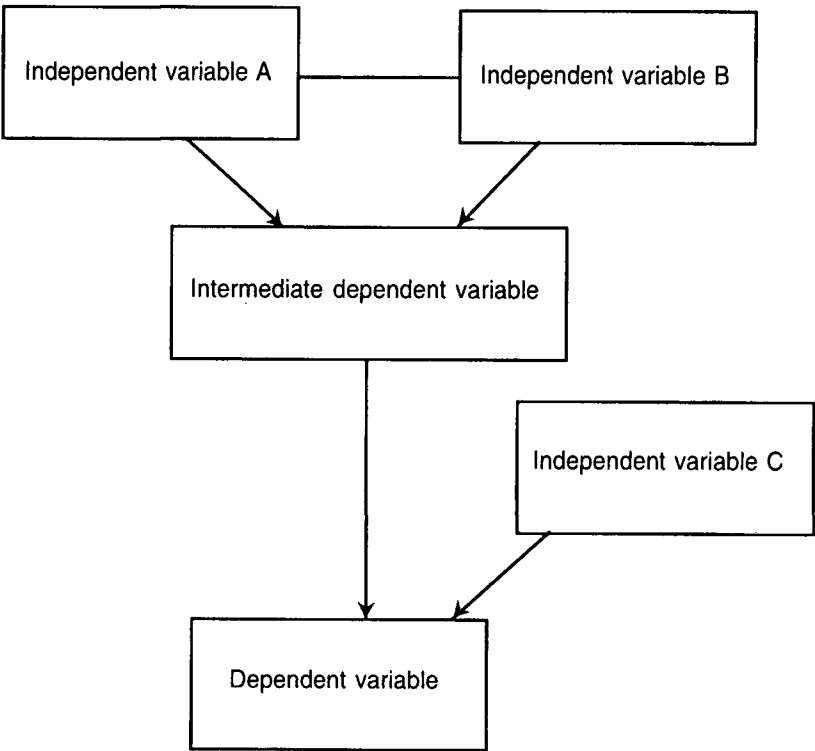 Independent variable A
Independent variable B
Intermediate dependent variable
Independent variable C
Dependent variable